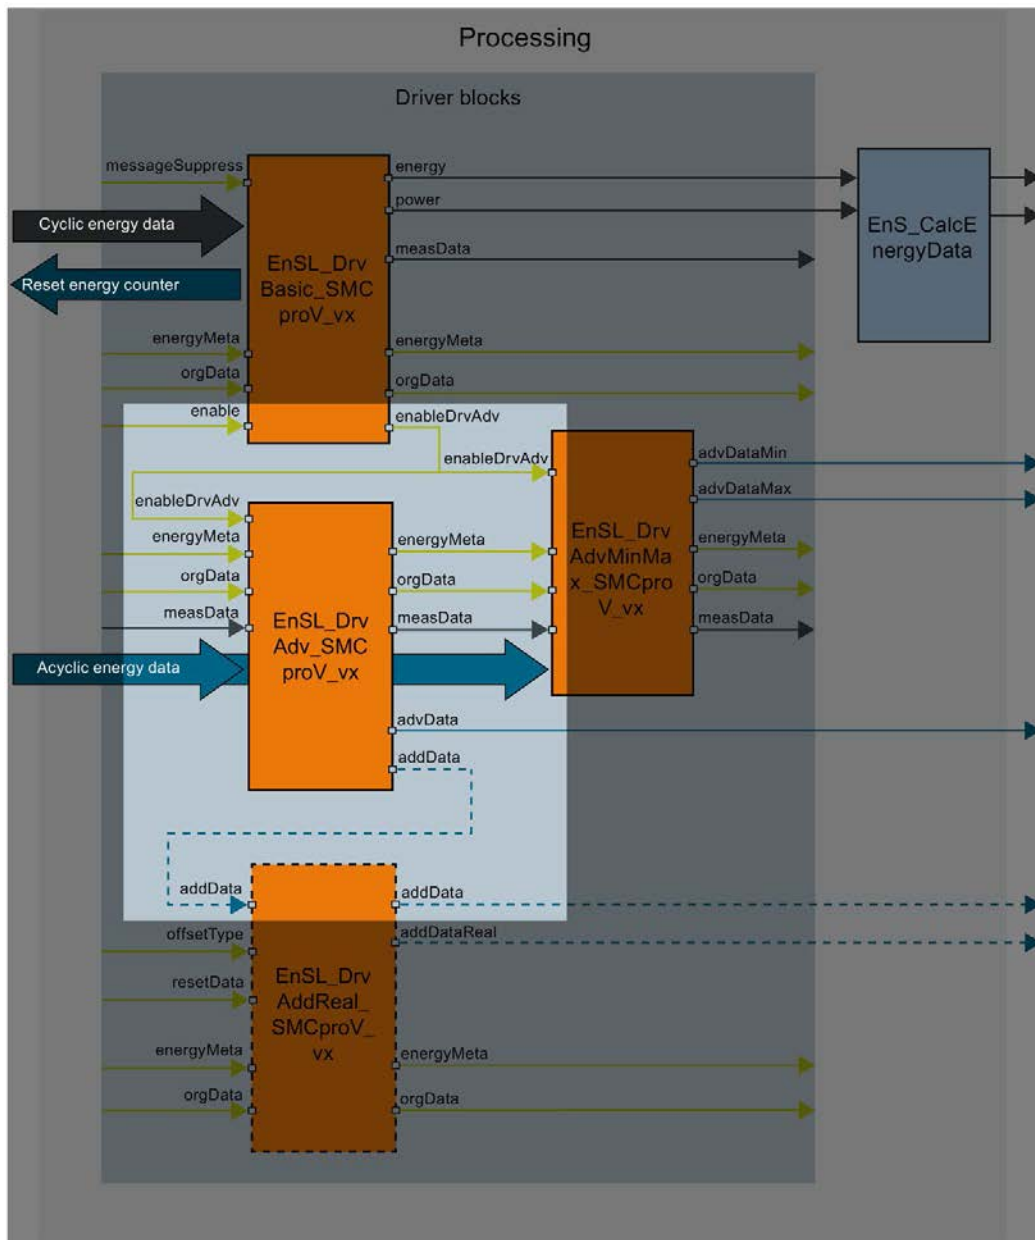 Processing
Driver blocks
messageSuppress
energy
power
Cyclic energy data
measData
Reset energy counter
EnSL_Drv
Basic_SMC
proV_vx
EnS_CalcE
nergyData
energyMeta
energyMeta
orgData
orgData
enable
enableDrvAdv
enableDrvAdv
advDataMin
enableDrvAdv
advDataMax
energyMeta
energyMeta
energyMeta
orgData
orgData
orgData
measData
measData
measData
EnSL_Drv
AdvMinMa
x_SMCpro
V_vx
EnSL_Drv
Adv_SMC
proV_vx
Acyclic energy data
advData
addData
addData
addData
offsetType
addDataReal
resetData
EnSL_Drv
AddReal_
SMCproV_
vx
energyMeta
energyMeta
orgData
orgData